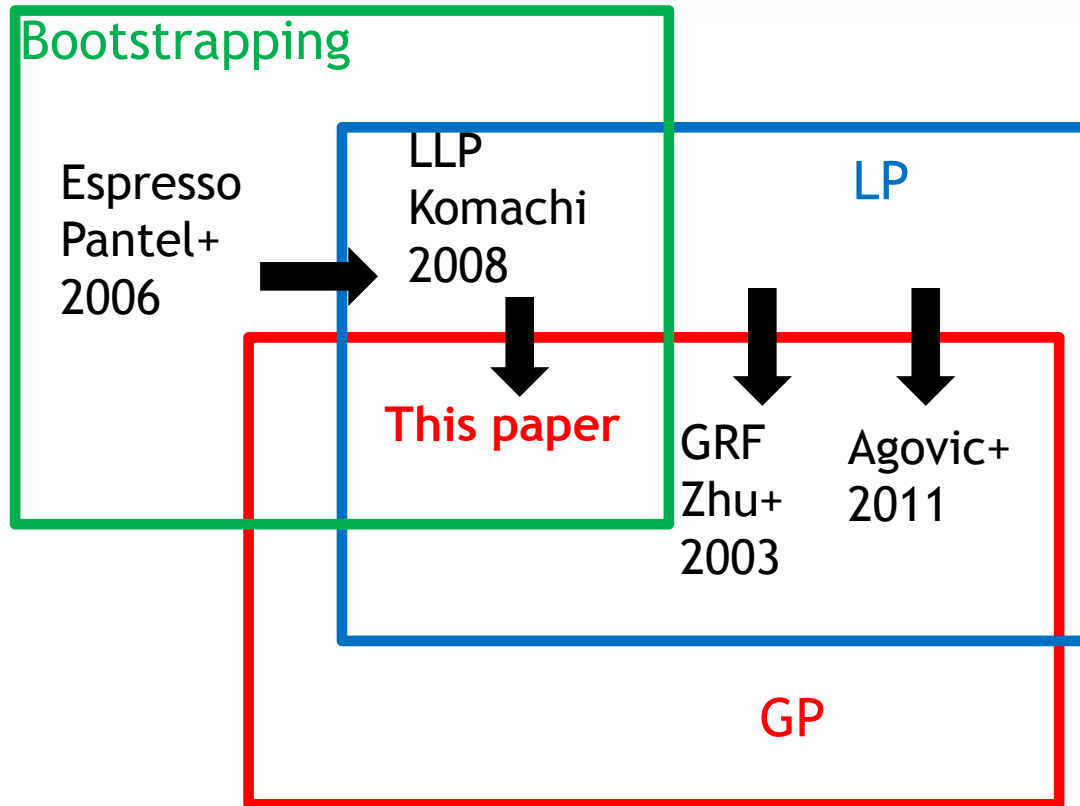 Bootstrapping
Espresso
Pantel+
2006
LLP
Komachi
2008
LP
This paper
GRF
Zhu+
2003
Agovic+
2011
GP